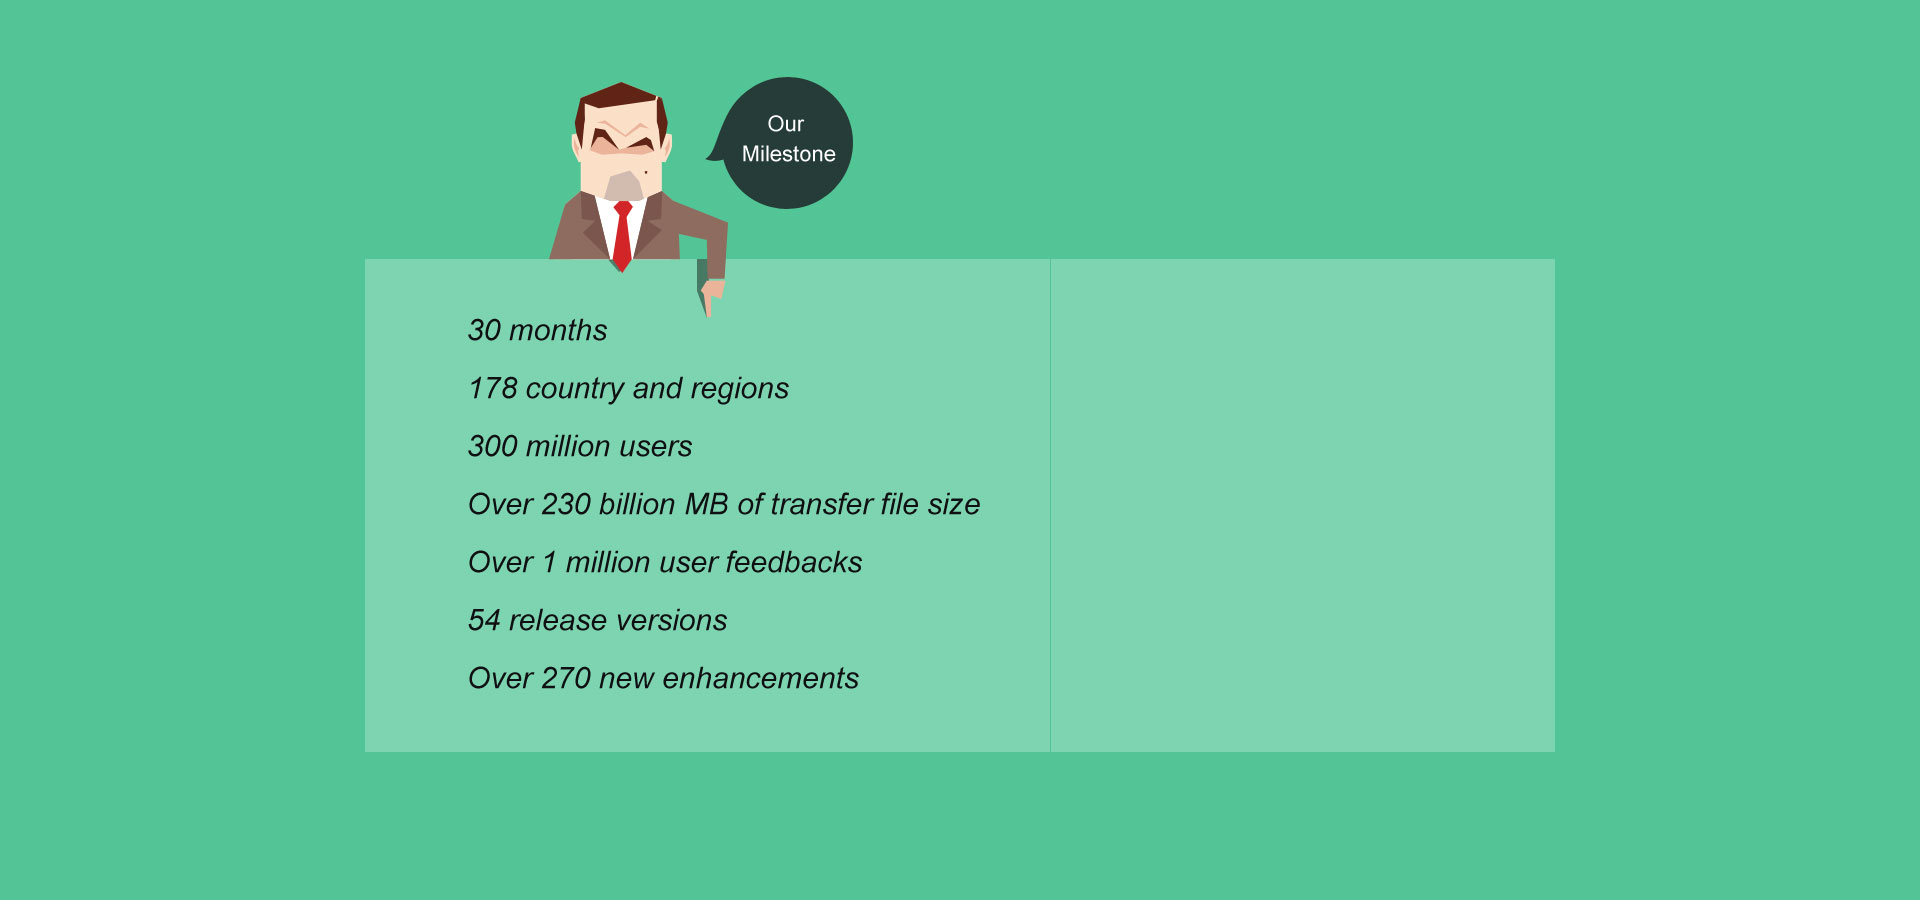 Our
Milestone
30 months
178 country and regions
300 million users
Over 230 billion MB of transfer file size
Over 1 million user feedbacks
54 release versions
Over 270 new enhancements